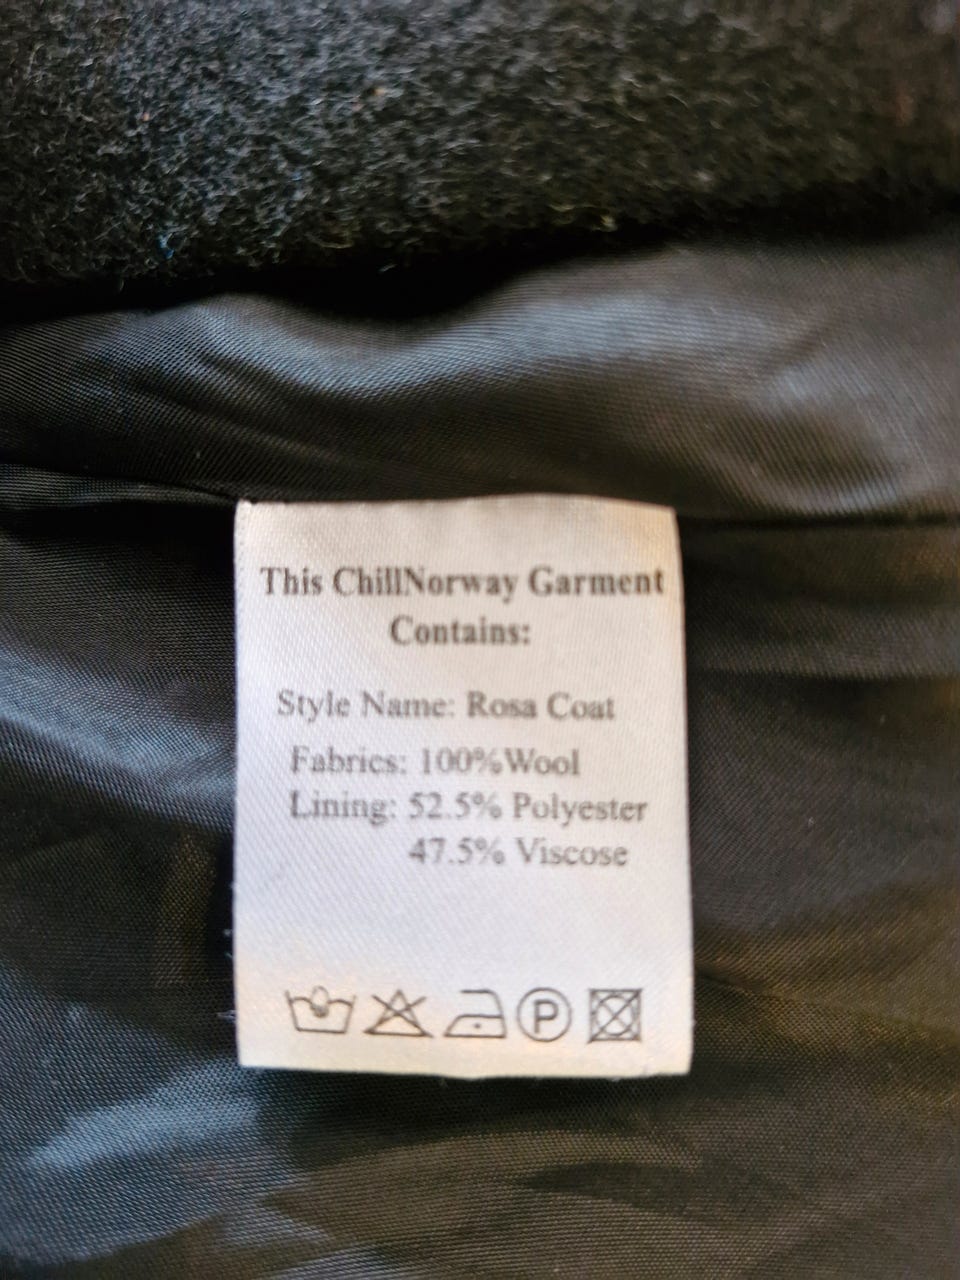 This ChillNorway Garment
Contains:
Style Name: Rosa Coat
Fabrics: 100%Wool
Lining: 52.5% Polyester
47.5% Viscose
P